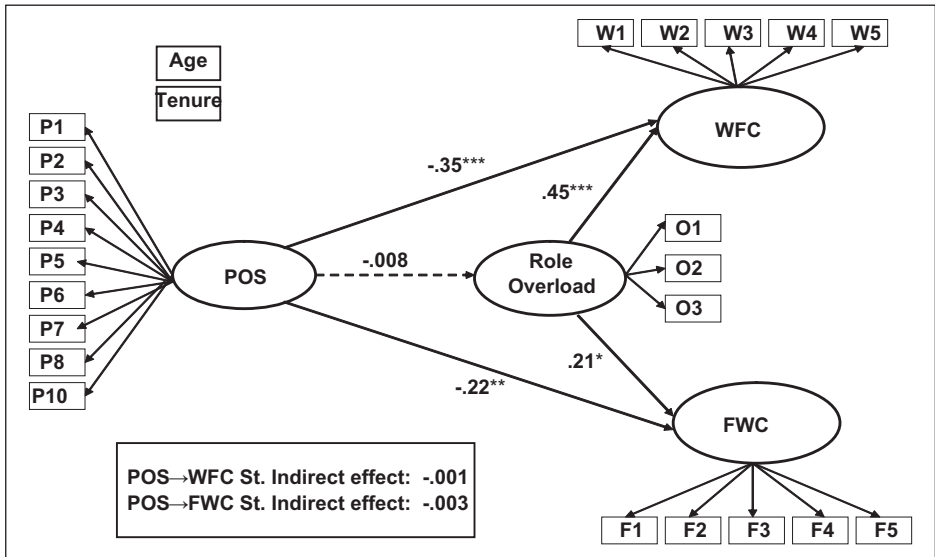 W1 W2 W3 W4 W5
Age
Tenure
P1
P2
P3
P4
P5
P6
P7
P8
P10
WFC
-.35***
.45***
POS
-.008
Role
Overload
O1
O2
O3
.21*
-.22**
FWC
POS→WFC St. Indirect effect: -.001
POS→FWC St. Indirect effect: -.003
F1 F2 F3 F4 F5